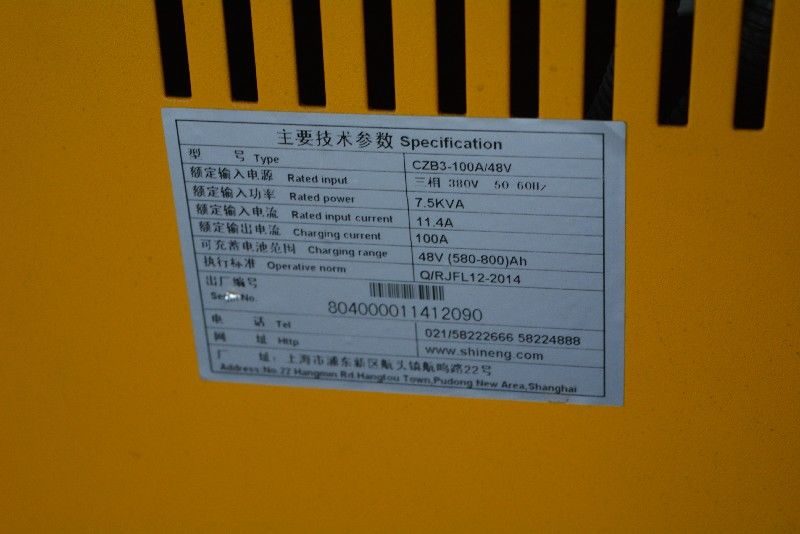 主要技术参数 Specification
型 号 Type CZB3-100A/48V
额定输入电源 Rated input 三相 380V 50 60Hz
额定输入功率 Rated power 7.5KVA
额定输入电流 Rated input current 11.4A
额定输出电流 Charging current 100A
可充蓄电池范围 Charging range 48V (580-800)Ah
执行标准 Operative norm Q/RJFL12-2014
出厂编号
No. 804000011412090
电 话 Tel 021/58222666 58224888
网 址 Http www.shineng.com
厂 址: 上海市浦东新区航头镇航鸣路22号
Address:No.22 Hangmin Rd.Hangtou Town,Pudong New Area,Shanghai